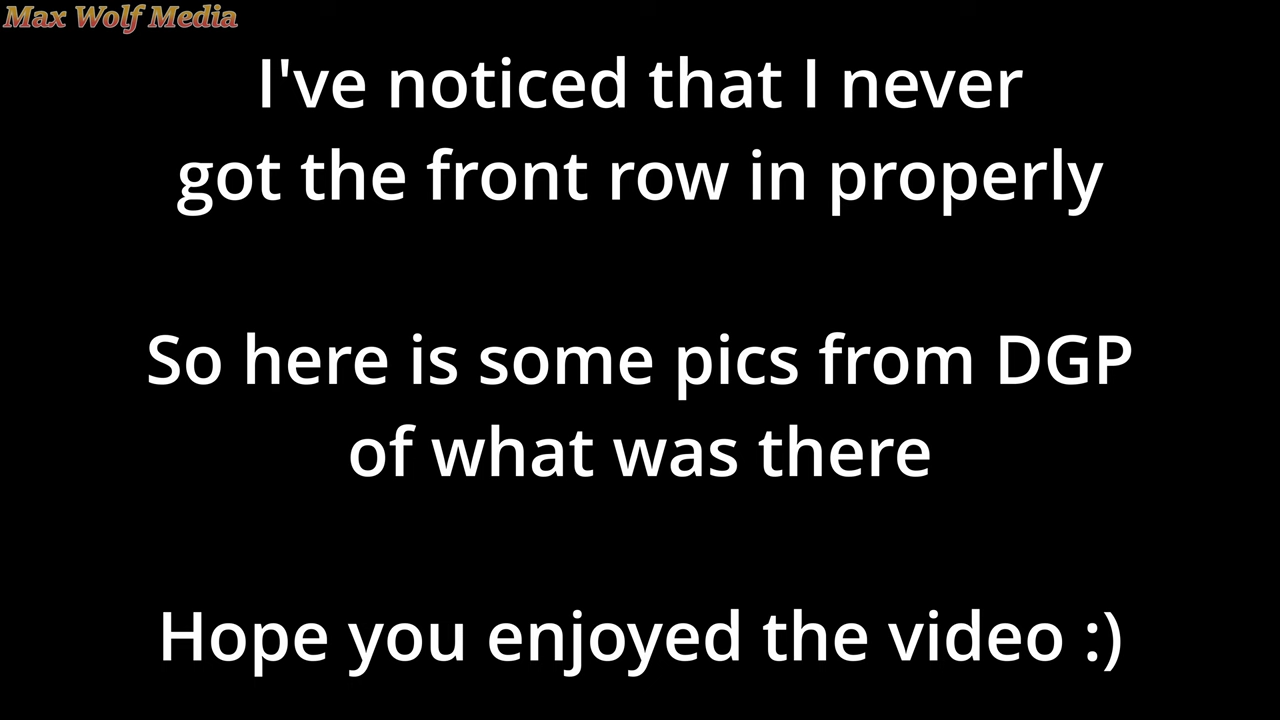 Max Wolf Media
I've noticed that I never
got the front row in properly
So here is some pics from DGP
of what was there
Hope you enjoyed the video :)